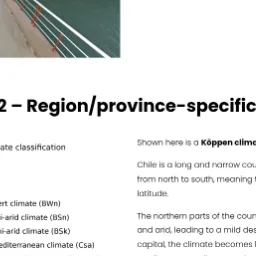 2 – Region/province-specific
ate classification
ert climate (BWn)
i-arid climate (BSn)
ni-arid climate (BSk)
editerranean climate (Csa)
Shown here is a Köppen clima
Chile is a long and narrow cou
from north to south, meaning t
latitude.
The northern parts of the coun
and arid, leading to a mild des
capital, the climate becomes